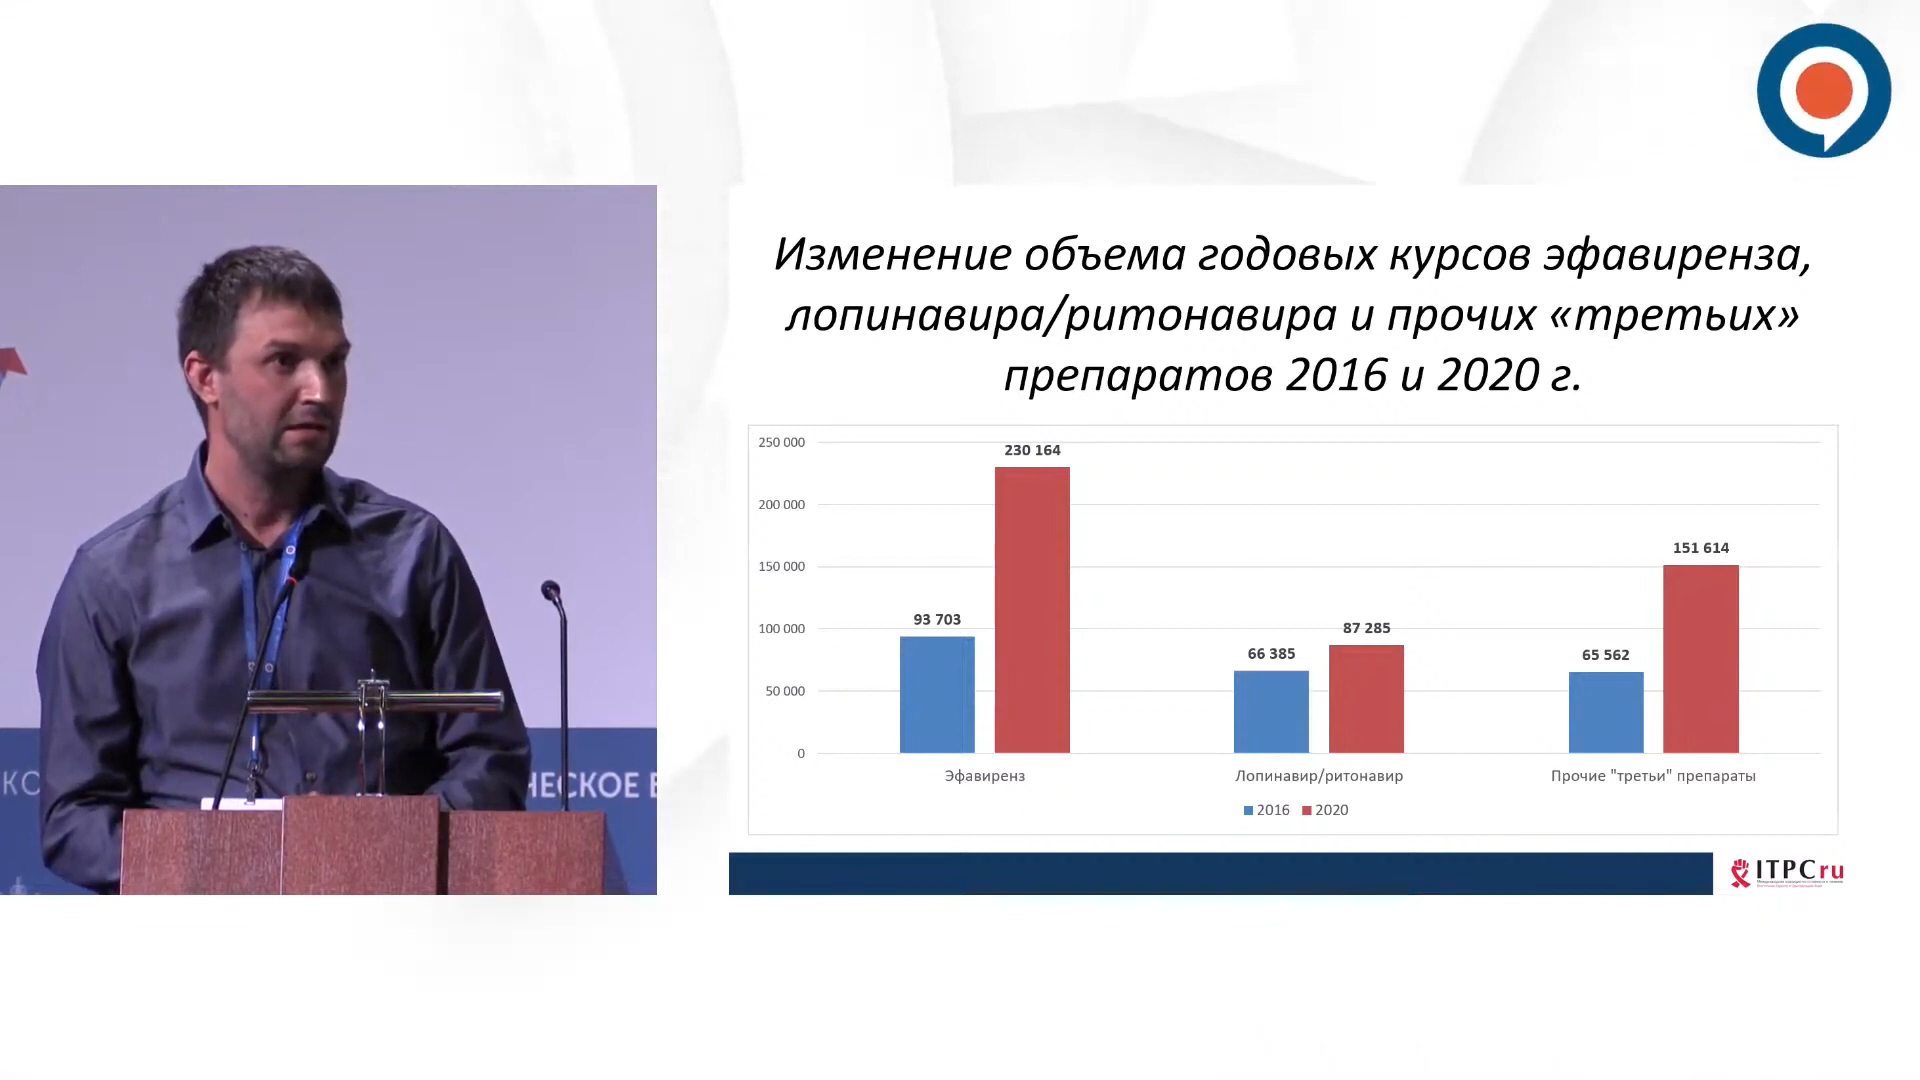 Изменение объема годовых курсов эфавиренза,
лопинавира/ритонавира и прочих «третьих»
препаратов 2016 и 2020 г.
250 000
200 000
150 000
100 000
50 000
0
230 164
93 703
66 385
87 285
65 562
151 614
Эфавиренз
Лопинавир/ритонавир
Прочие "третьи" препараты
2016
2020
ITPCru
КО
ЧЕСКОЕ